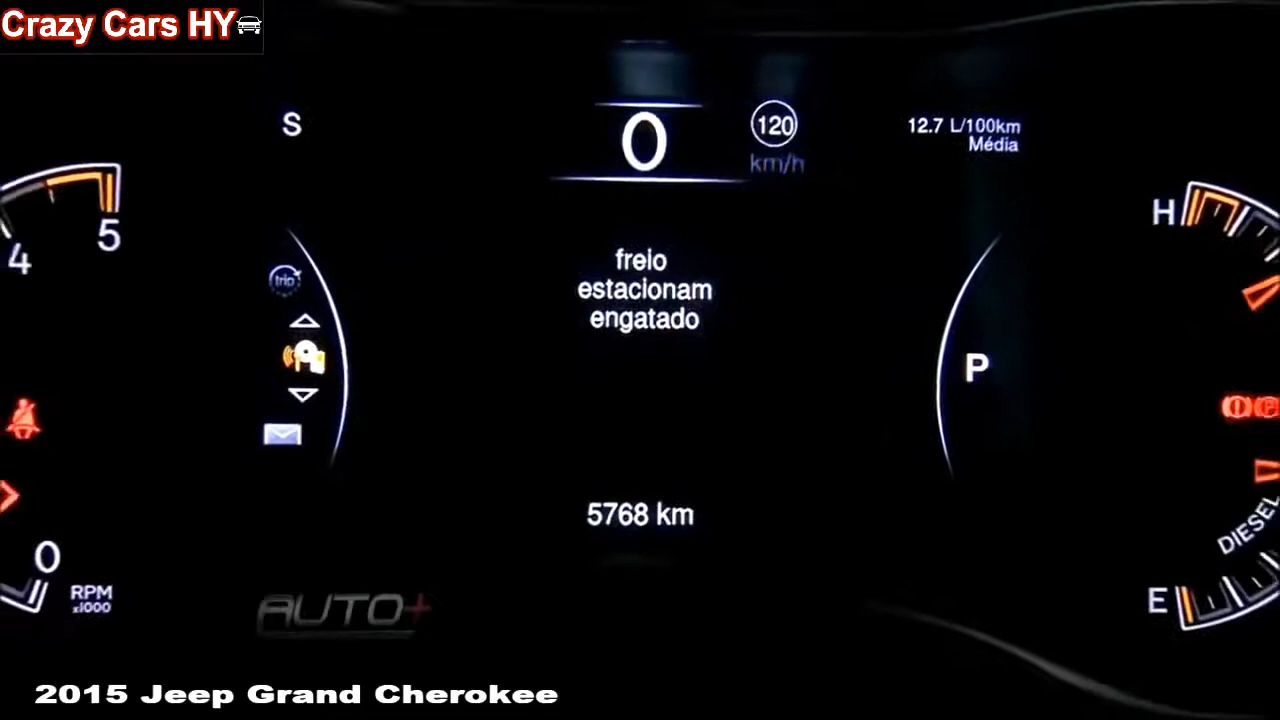 Crazy Cars HY
S
0
120
km/h
12.7 L/100km
Média
4
5
H
trip
freio
estacionam
engatado
P
5768 km
0
RPM
x1000
DIESEL
E
AUTO+
2015 Jeep Grand Cherokee